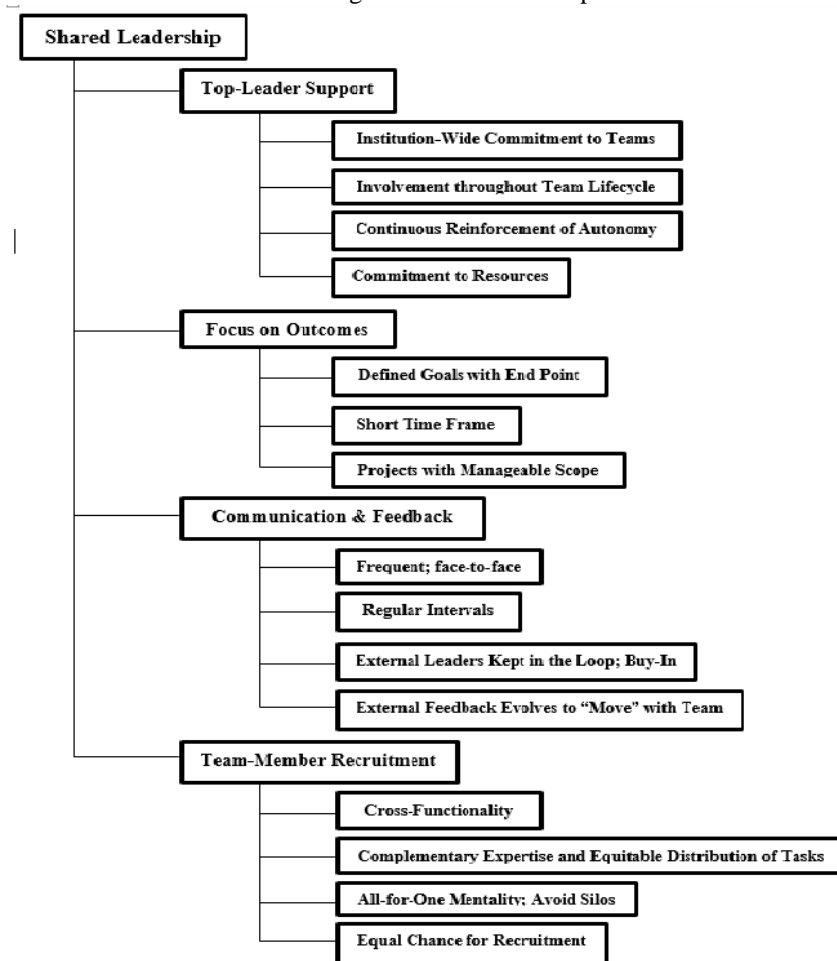 Shared Leadership
Top-Leader Support
Institution-Wide Commitment to Teams
Involvement throughout Team Lifecycle
Continuous Reinforcement of Autonomy
Commitment to Resources
Focus on Outcomes
Defined Goals with End Point
Short Time Frame
Projects with Manageable Scope
Communication & Feedback
Frequent; face-to-face
Regular Intervals
External Leaders Kept in the Loop; Buy-In
External Feedback Evolves to “Move” with Team
Team-Member Recruitment
Cross-Functionality
Complementary Expertise and Equitable Distribution of Tasks
All-for-One Mentality; Avoid Silos
Equal Chance for Recruitment